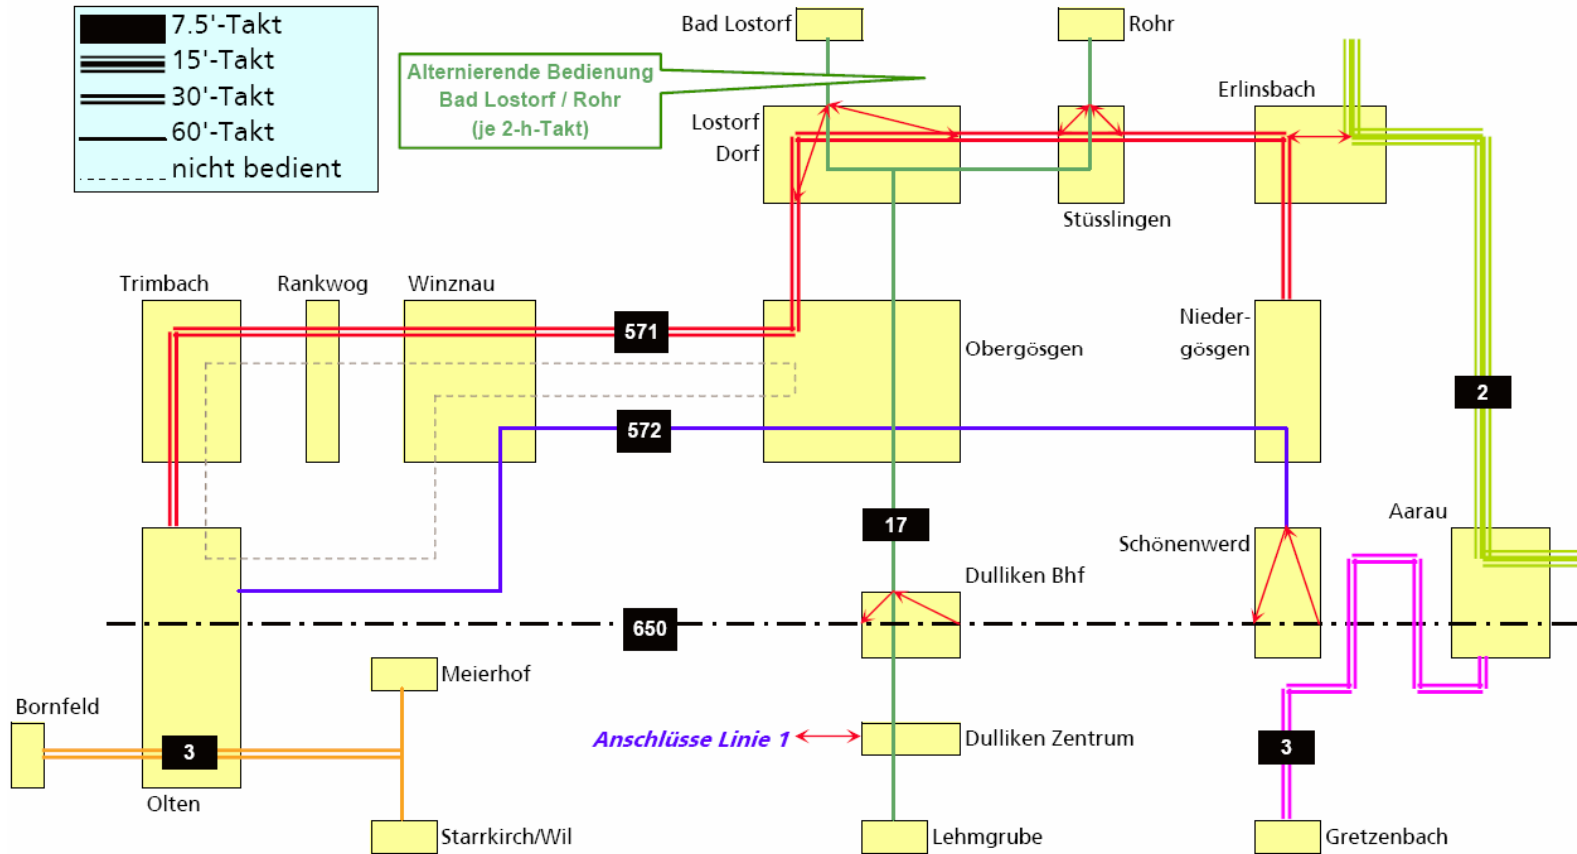 7.5'-Takt
15'-Takt
30'-Takt
60'-Takt
nicht bedient
Alternierende Bedienung
Bad Lostorf / Rohr
(je 2-h-Takt)
Bad Lostorf
Rohr
Lostorf
Dorf
Erlinsbach
Stüsslingen
Trimbach
Rankwog
Winznau
571
Obergösgen
Nieder-
gösgen
2
572
17
Aarau
Schönenwerd
Dulliken Bhf
650
Meierhof
Bornfeld
3
Anschlüsse Linie 1
Dulliken Zentrum
3
Olten
Starrkirch/Wil
Lehmgrube
Gretzenbach